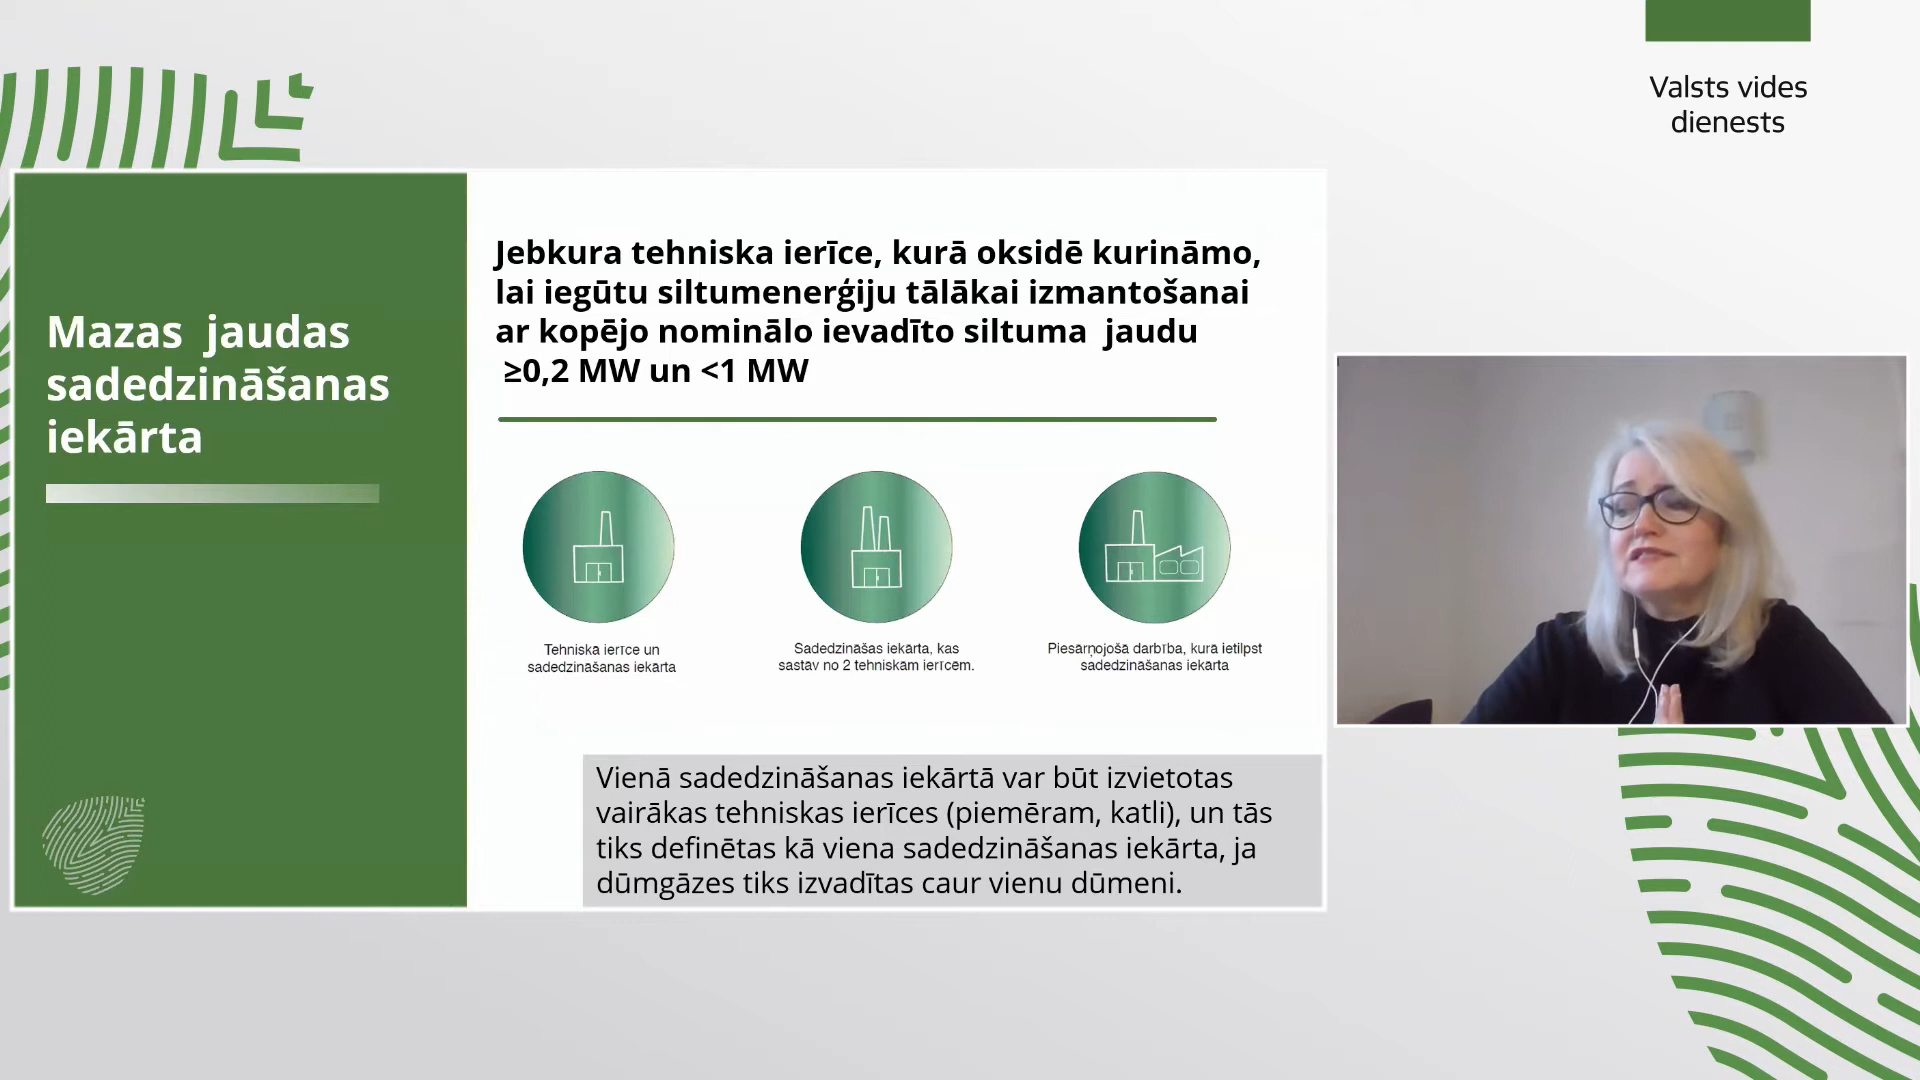 Valsts vides
dienests
Mazas jaudas
sadedzināšanas
iekārta
Jebkura tehniska ierīce, kurā oksidē kurināmo,
lai iegūtu siltumenerģiju tālākai izmantošanai
ar kopējo nominālo ievadīto siltuma jaudu
≥0,2 MW un <1 MW
Tehniskā ierīce un
sadedzināšanas iekārta
Sadedzināšas iekārta, kas
sastāv no 2 tehniskām ierīcēm.
Piesārņojošā darbība, kurā ietilpst
sadedzināšanas iekārta
Vienā sadedzināšanas iekārtā var būt izvietotas
vairākas tehniskas ierīces (piemēram, katli), un tās
tiks definētas kā viena sadedzināšanas iekārta, ja
dūmgāzes tiks izvadītas caur vienu dūmeni.